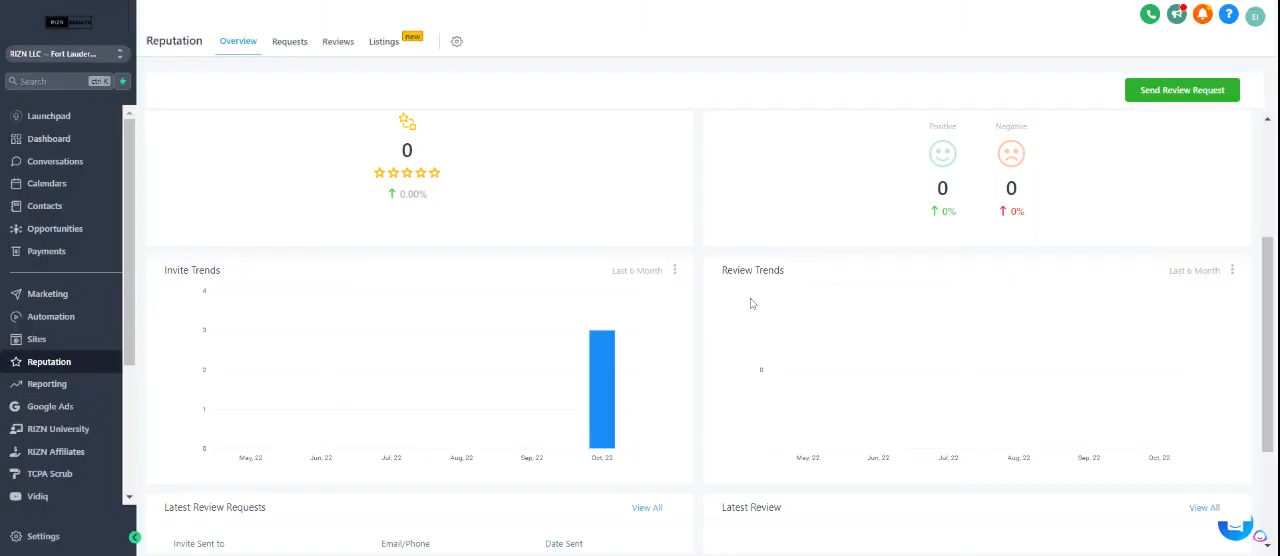 RIZN RESULTS
RIZN LLC -- Fort Lauder...
Search
ctrl K
Launchpad
Dashboard
Conversations
Calendars
Contacts
Opportunities
Payments
Marketing
Automation
Sites
Reputation
Reporting
Google Ads
RIZN University
RIZN Affiliates
TCPA Scrub
Vidiq
Settings
Reputation Overview Requests Reviews Listings new
EI
Send Review Request
0
0.00%
Positive Negative
0 0
0% 0%
Invite Trends Last 6 Month
4
3
2
1
0
May, 22 Jun, 22 Jul, 22 Aug, 22 Sep, 22 Oct, 22
Review Trends Last 6 Month
0
May, 22 Jun, 22 Jul, 22 Aug, 22 Sep, 22 Oct, 22
Latest Review Requests View All
Invite Sent to Email/Phone Date Sent
Latest Review View All